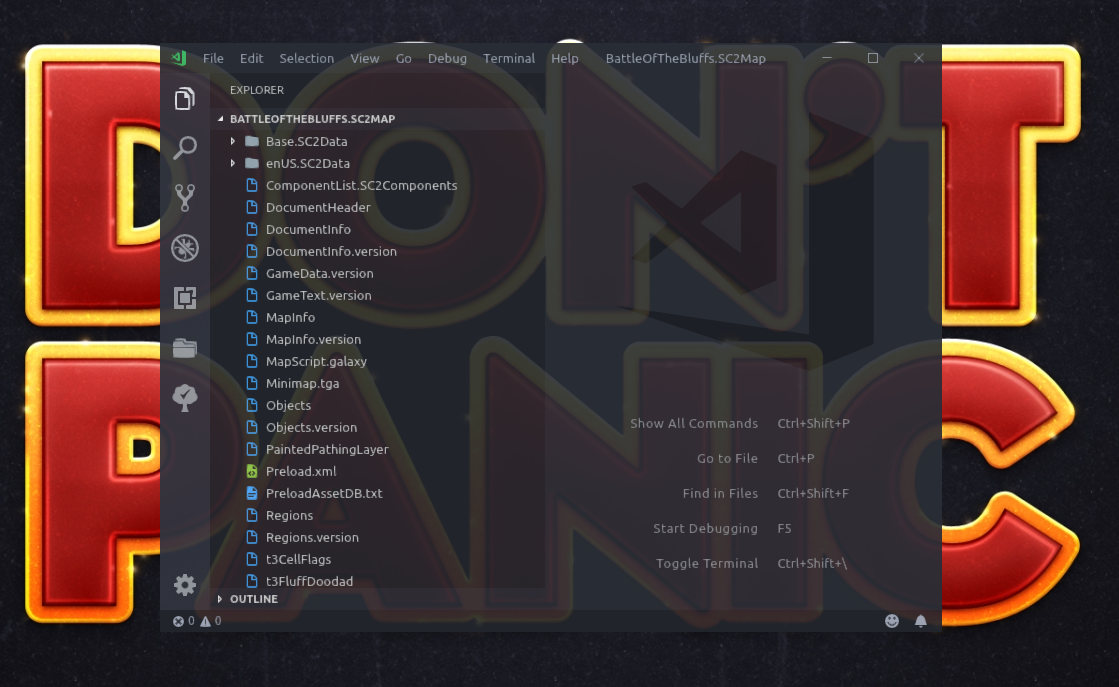 DON'T
PANIC
File Edit Selection View Go Debug Terminal Help BattleOfTheBluffs.SC2Map
EXPLORER
BATTLEOFTHEBLUFFS.SC2MAP
Base.SC2Data
enUS.SC2Data
ComponentList.SC2Components
DocumentHeader
DocumentInfo
DocumentInfo.version
GameData.version
GameText.version
MapInfo
MapInfo.version
MapScript.galaxy
Minimap.tga
Objects
Objects.version
PaintedPathingLayer
Preload.xml
PreloadAssetDB.txt
Regions
Regions.version
t3CellFlags
t3FluffDoodad
OUTLINE
Show All Commands Ctrl+Shift+P
Go to File Ctrl+P
Find in Files Ctrl+Shift+F
Start Debugging F5
Toggle Terminal Ctrl+Shift+\
0 0